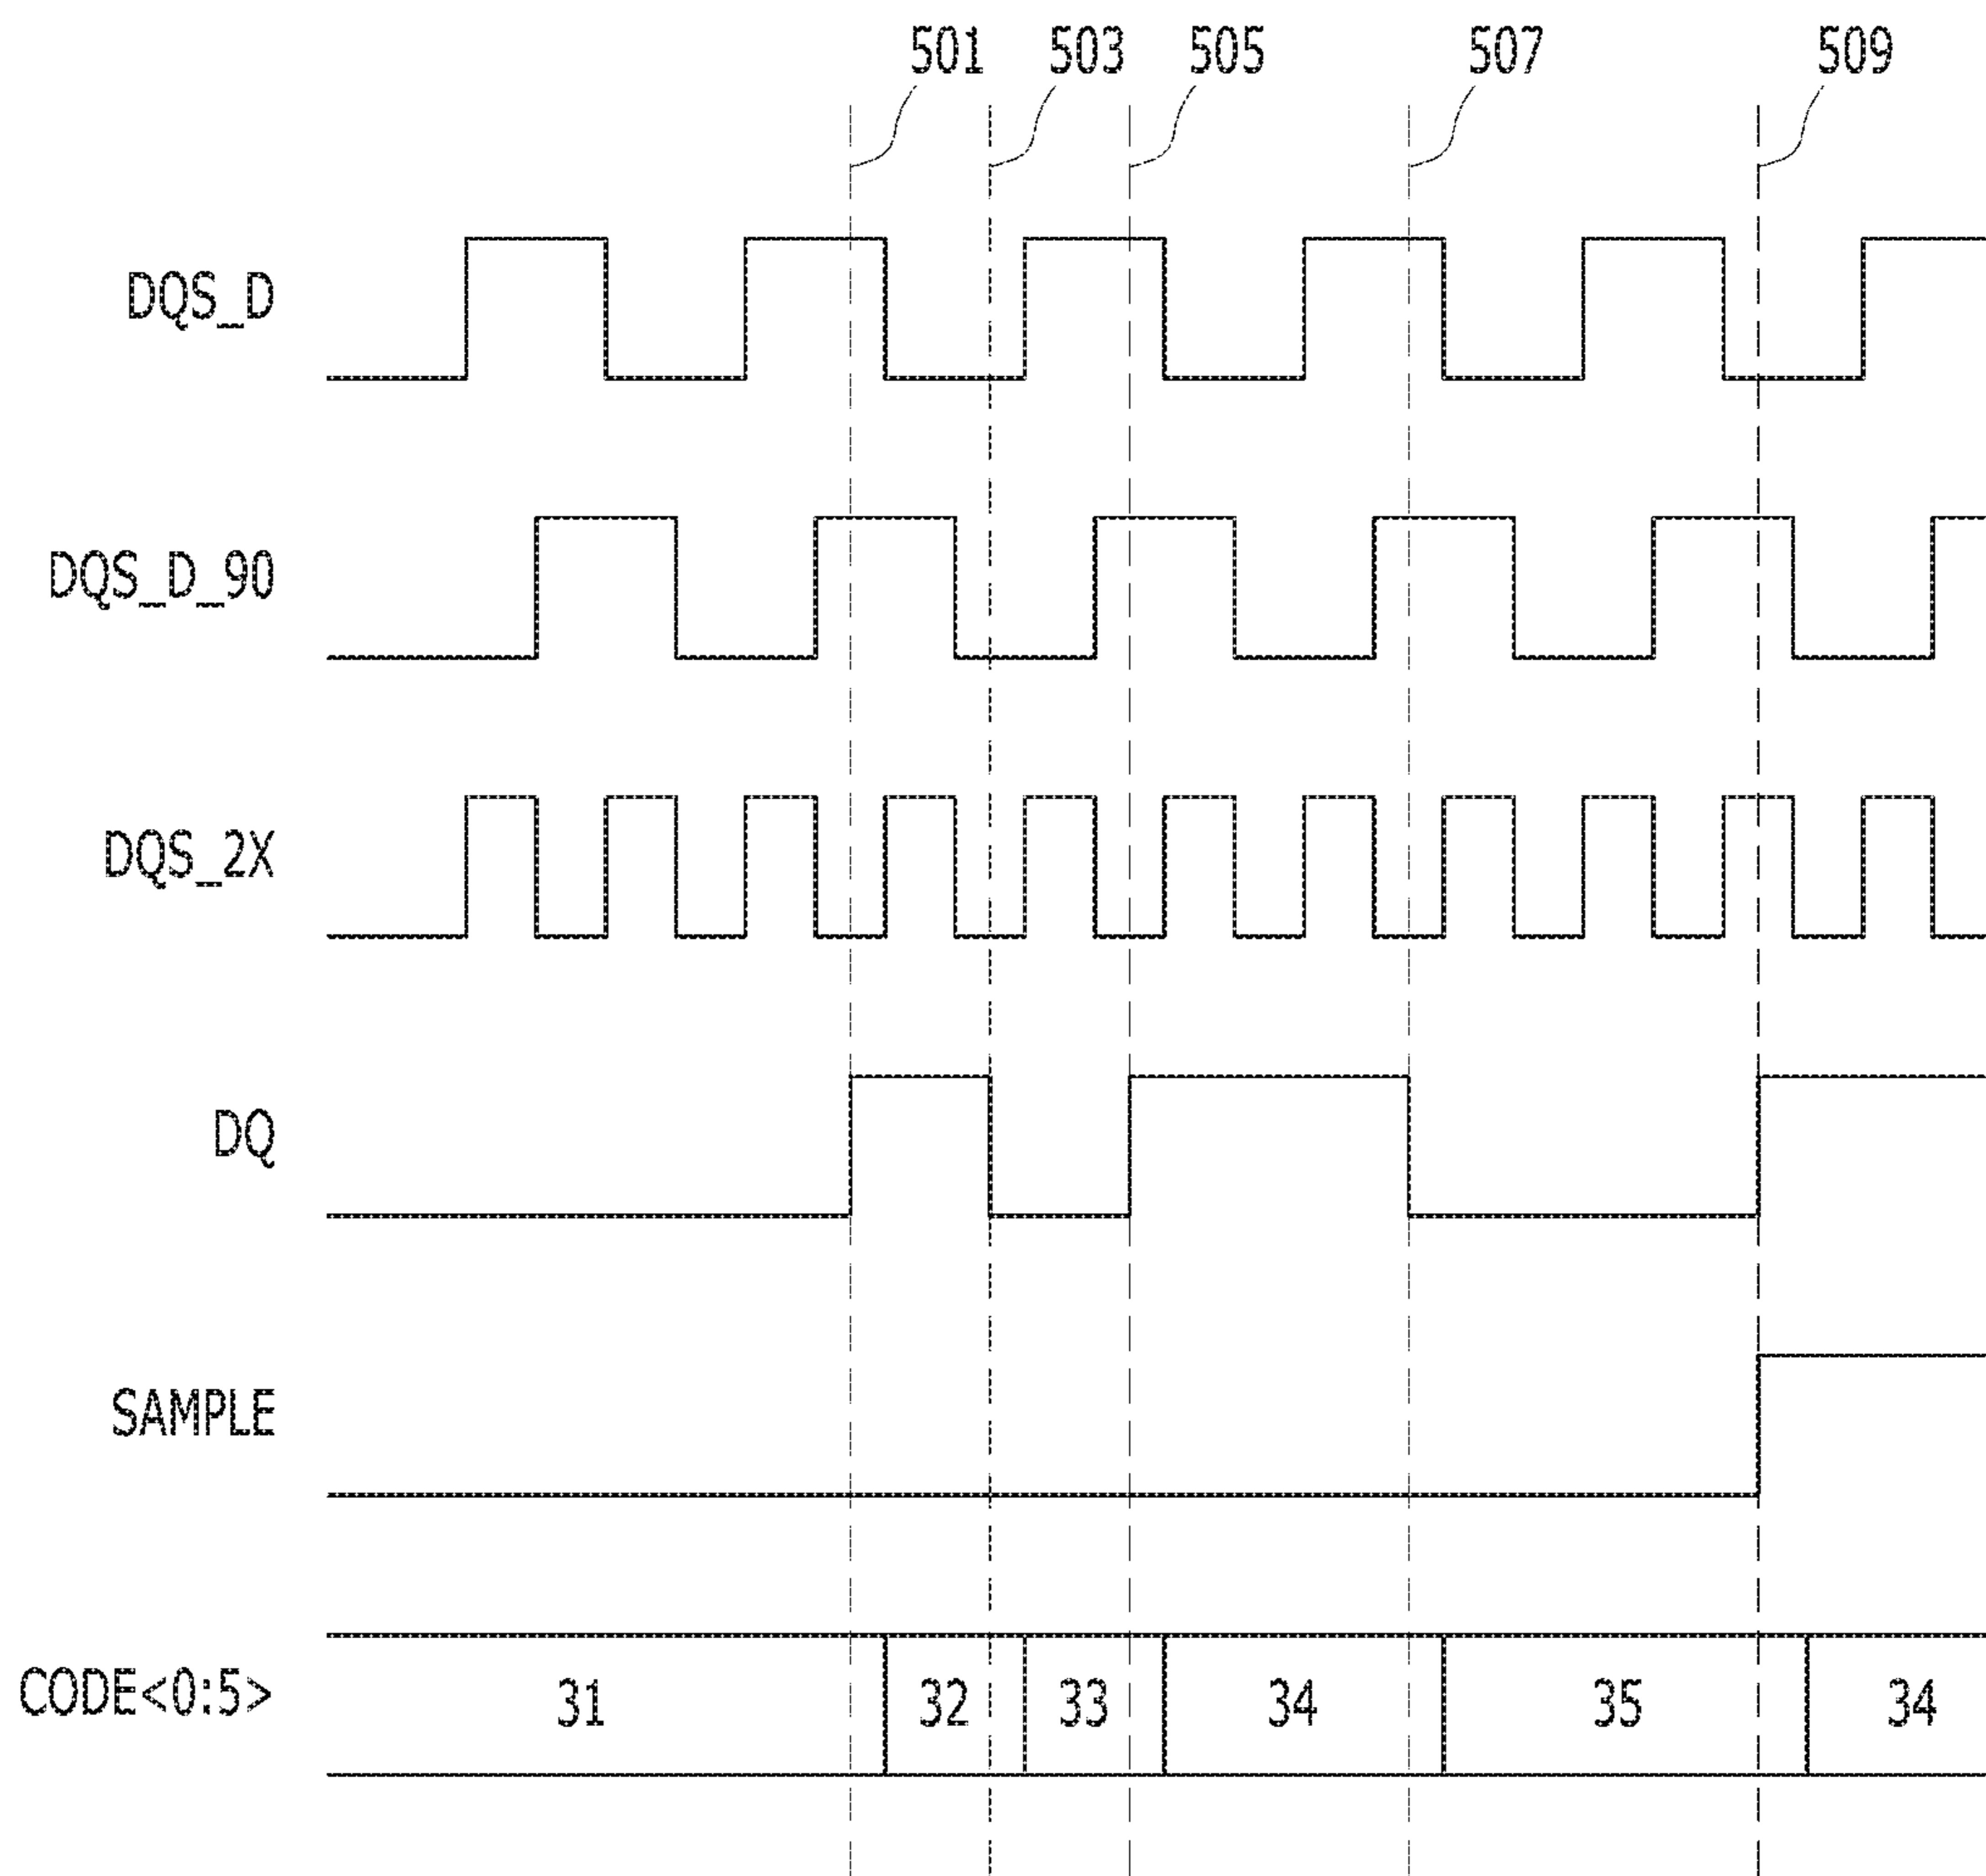 501 503 505 507 509
DQS_D
DQS_D_90
DQS_2X
DQ
SAMPLE
CODE<0:5> 31 32 33 34 35 34